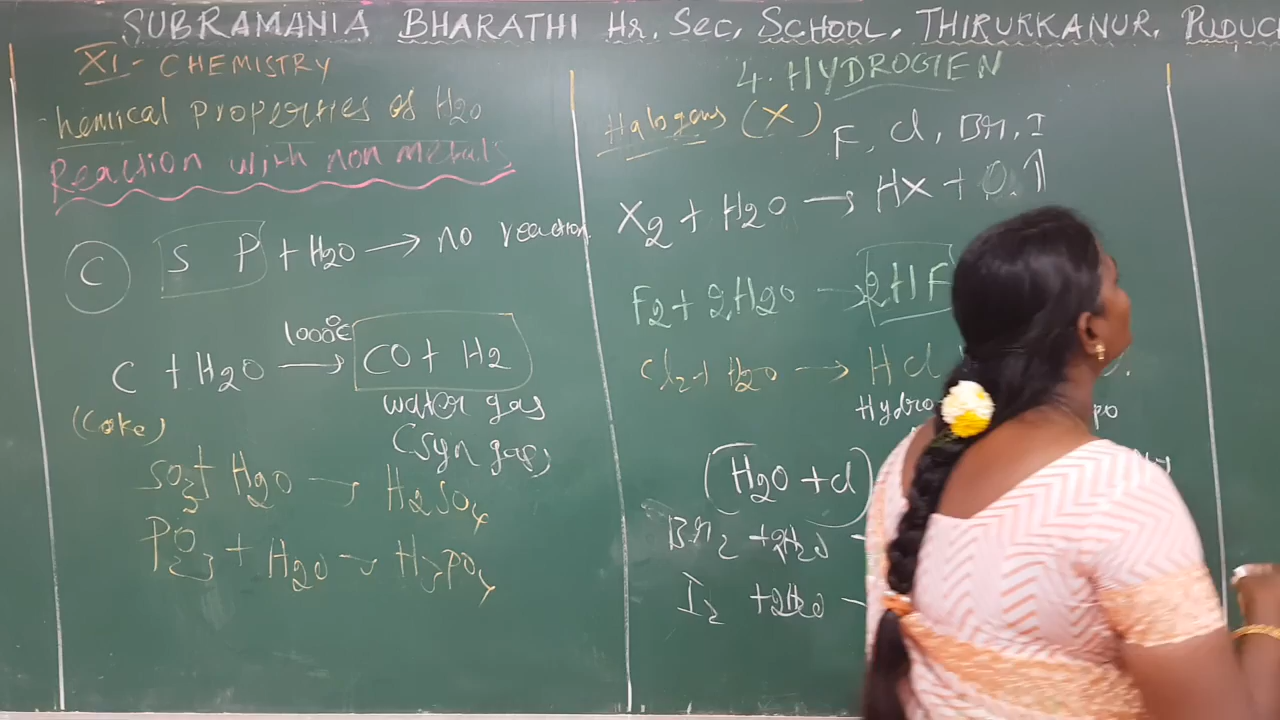 SUBRAMANIA BHARATHI Hr. Sec, SCHOOL, THIRUKKANUR, PUDUC
XI - CHEMISTRY
hemical properties of H2O
Reaction with non metals
C S P + H2O → no reaction
1000°C
C + H2O → CO + H2
(Coke) water gas
(syn gas)
SO3 + H2O → H2SO4
P2O3 + H2O → H3PO4
4. HYDROGEN
Halogens (X) F, Cl, Br, I
X2 + H2O → HX + O2↑
F2 + 2H2O → 2HF
Cl2 + H2O → HCl
Hydro po
(H2O + Cl)
Br2 + 2H2O
I2 + 2H2O